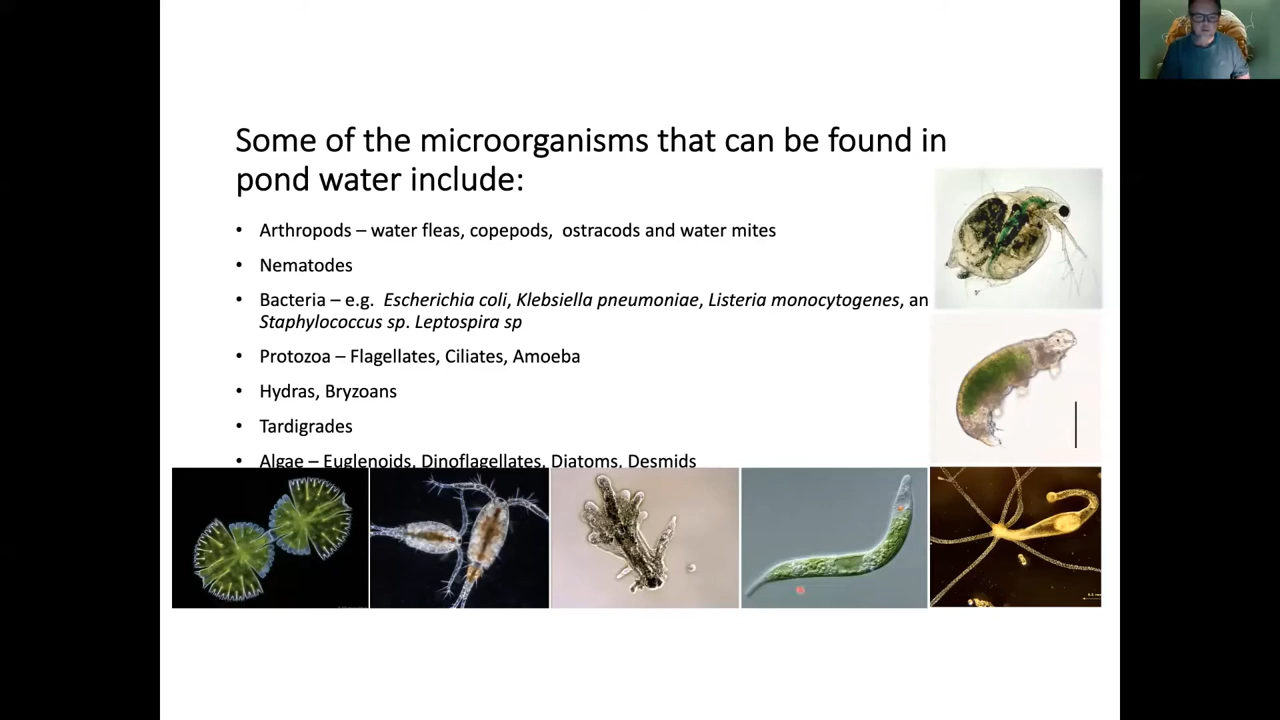 Some of the microorganisms that can be found in
pond water include:
• Arthropods – water fleas, copepods, ostracods and water mites
• Nematodes
• Bacteria – e.g. Escherichia coli, Klebsiella pneumoniae, Listeria monocytogenes, an
Staphylococcus sp. Leptospira sp
• Protozoa – Flagellates, Ciliates, Amoeba
• Hydras, Bryzoans
• Tardigrades
• Algae – Euglenoids, Dinoflagellates, Diatoms, Desmids